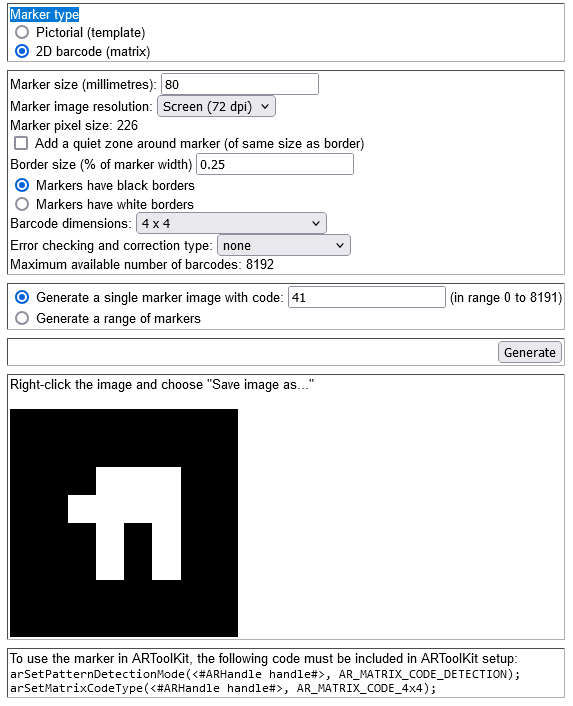 Marker type
Pictorial (template)
2D barcode (matrix)
Marker size (millimetres): 80
Marker image resolution: Screen (72 dpi)
Marker pixel size: 226
Add a quiet zone around marker (of same size as border)
Border size (% of marker width) 0.25
Markers have black borders
Markers have white borders
Barcode dimensions: 4 x 4
Error checking and correction type: none
Maximum available number of barcodes: 8192
Generate a single marker image with code: 41 (in range 0 to 8191)
Generate a range of markers
Generate
Right-click the image and choose "Save image as..."
To use the marker in ARToolKit, the following code must be included in ARToolKit setup:
arSetPatternDetectionMode(<#ARHandle handle#>, AR_MATRIX_CODE_DETECTION);
arSetMatrixCodeType(<#ARHandle handle#>, AR_MATRIX_CODE_4x4);